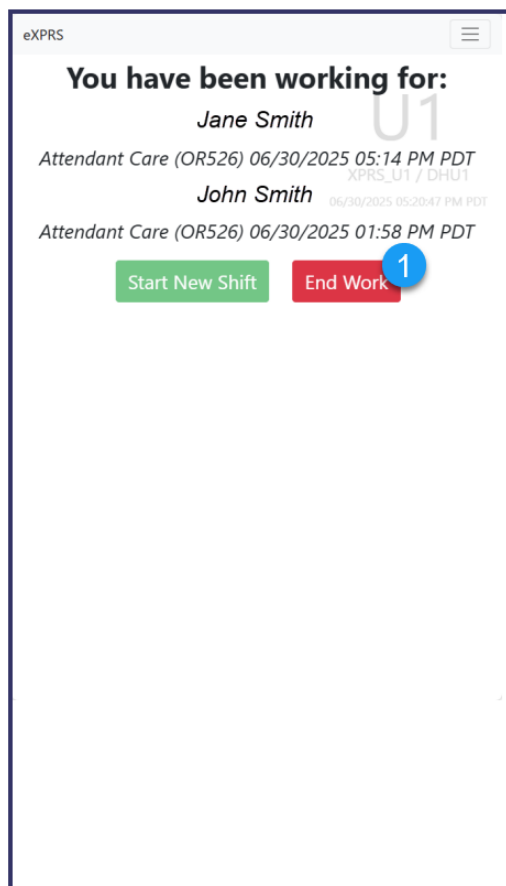 eXPRS
You have been working for:
Jane Smith
U1
Attendant Care (OR526) 06/30/2025 05:14 PM PDT
XPRS_U1 / DHU1
John Smith
06/30/2025 05:20:47 PM PDT
Attendant Care (OR526) 06/30/2025 01:58 PM PDT
Start New Shift
End Work
1